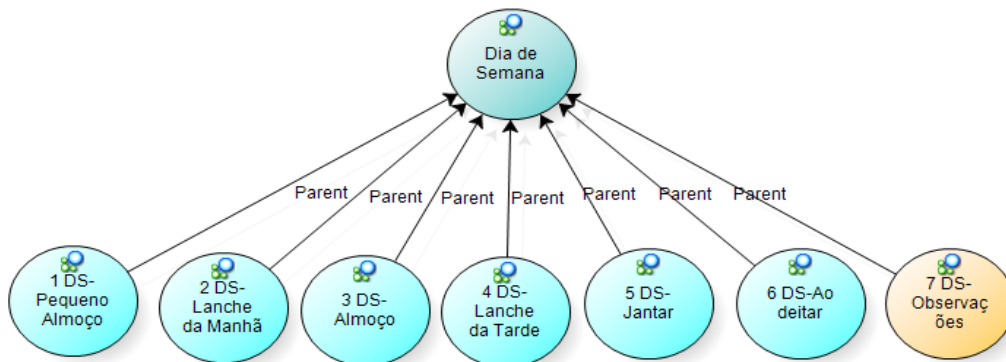 Dia de
Semana
Parent
Parent
Parent
Parent
Parent
Parent
Parent
1 DS-
Pequeno
Almoço
2 DS-
Lanche
da Manhã
3 DS-
Almoço
4 DS-
Lanche
da Tarde
5 DS-
Jantar
6 DS-Ao
deitar
7 DS-
Observaç
ões